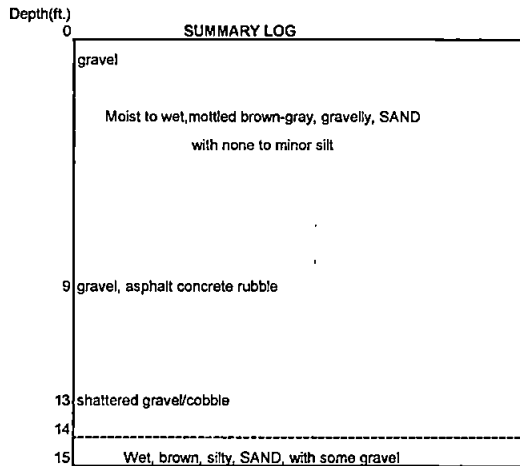 Depth(ft.)
0 SUMMARY LOG
gravel
Moist to wet,mottled brown-gray, gravelly, SAND
with none to minor silt
9 gravel, asphalt concrete rubble
13 shattered gravel/cobble
14
15 Wet, brown, silty, SAND, with some gravel